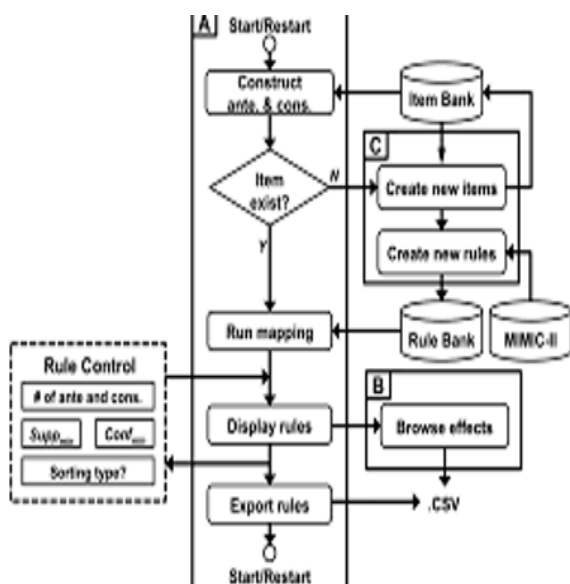 A
Start/Restart
Construct
ante. & cons.
Item Bank
C
Item
exist?
N
Create new items
Y
Create new rules
Run mapping
Rule Bank
MIMIC-II
Rule Control
# of ante and cons.
Supp_min
Conf_min
Sorting type?
B
Display rules
Browse effects
Export rules
.CSV
Start/Restart